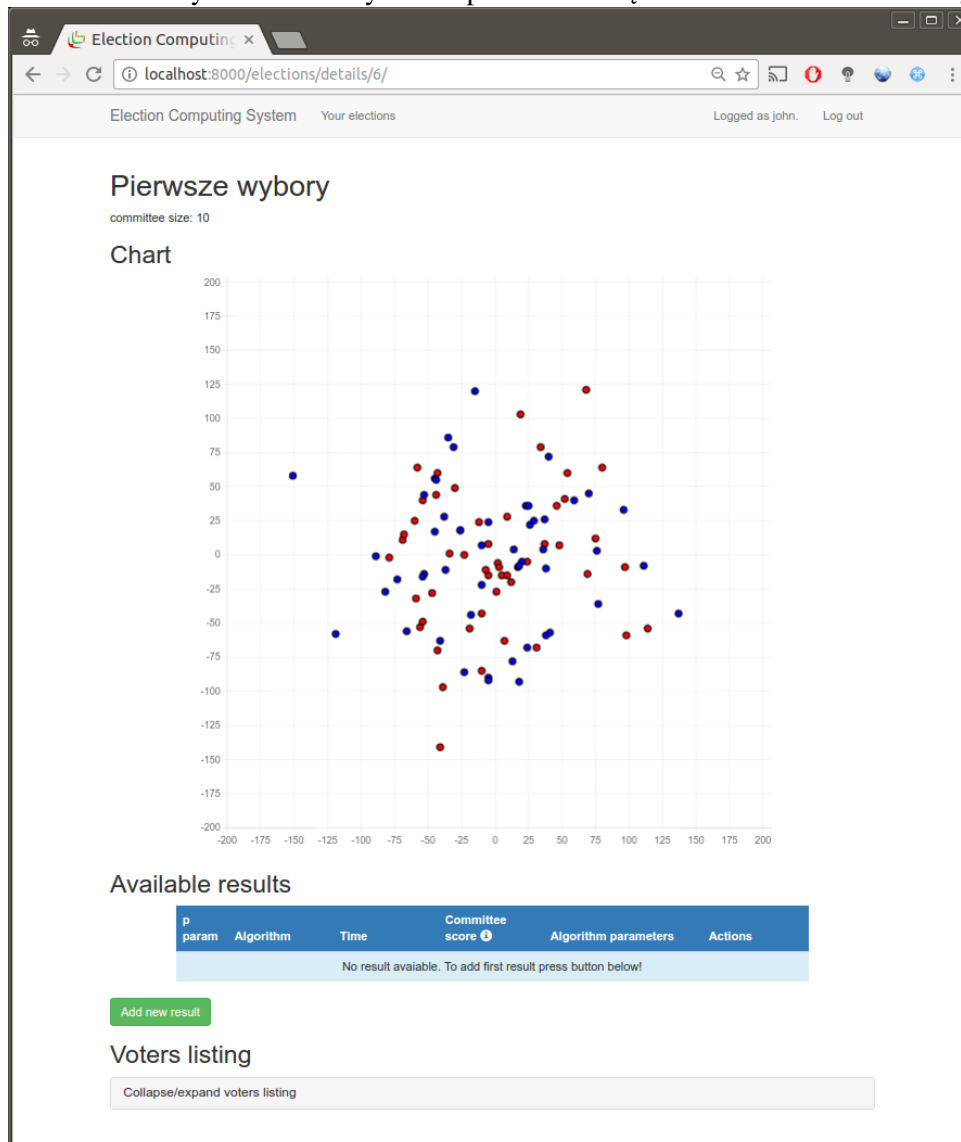 Election Computing
localhost:8000/elections/details/6/
Election Computing System Your elections Logged as john. Log out
Pierwsze wybory
committee size: 10
Chart
200
175
150
125
100
75
50
25
0
-25
-50
-75
-100
-125
-150
-175
-200
-200 -175 -150 -125 -100 -75 -50 -25 0 25 50 75 100 125 150 175 200
Available results
p param Algorithm Time Committee score Algorithm parameters Actions
No result avaiable. To add first result press button below!
Add new result
Voters listing
Collapse/expand voters listing